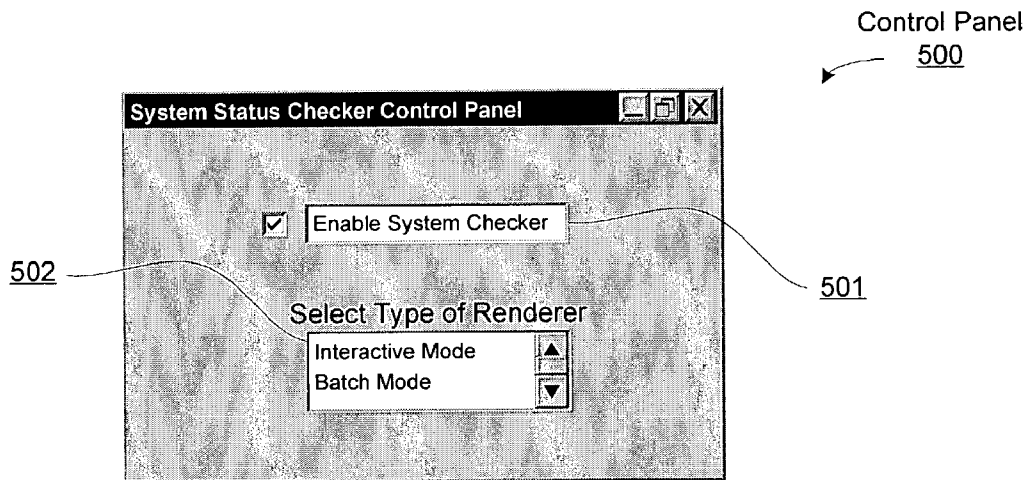 Control Panel
500
System Status Checker Control Panel
Enable System Checker
502
501
Select Type of Renderer
Interactive Mode
Batch Mode